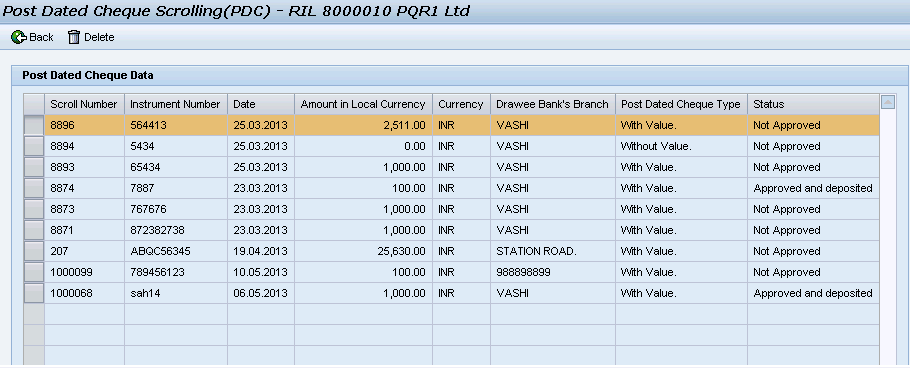 Post Dated Cheque Scrolling(PDC) - RIL 8000010 PQR1 Ltd
Back Delete
Post Dated Cheque Data
Scroll Number Instrument Number Date Amount in Local Currency Currency Drawee Bank's Branch Post Dated Cheque Type Status
8896 564413 25.03.2013 2,511.00 INR VASHI With Value. Not Approved
8894 5434 25.03.2013 0.00 INR VASHI Without Value. Not Approved
8893 65434 25.03.2013 1,000.00 INR VASHI With Value. Not Approved
8874 7887 23.03.2013 100.00 INR VASHI With Value. Approved and deposited
8873 767676 23.03.2013 1,000.00 INR VASHI With Value. Not Approved
8871 872382738 23.03.2013 1,000.00 INR VASHI With Value. Not Approved
207 ABQC56345 19.04.2013 25,630.00 INR STATION ROAD. With Value. Not Approved
1000099 789456123 10.05.2013 100.00 INR 988898899 With Value. Not Approved
1000068 sah14 06.05.2013 1,000.00 INR VASHI With Value. Approved and deposited